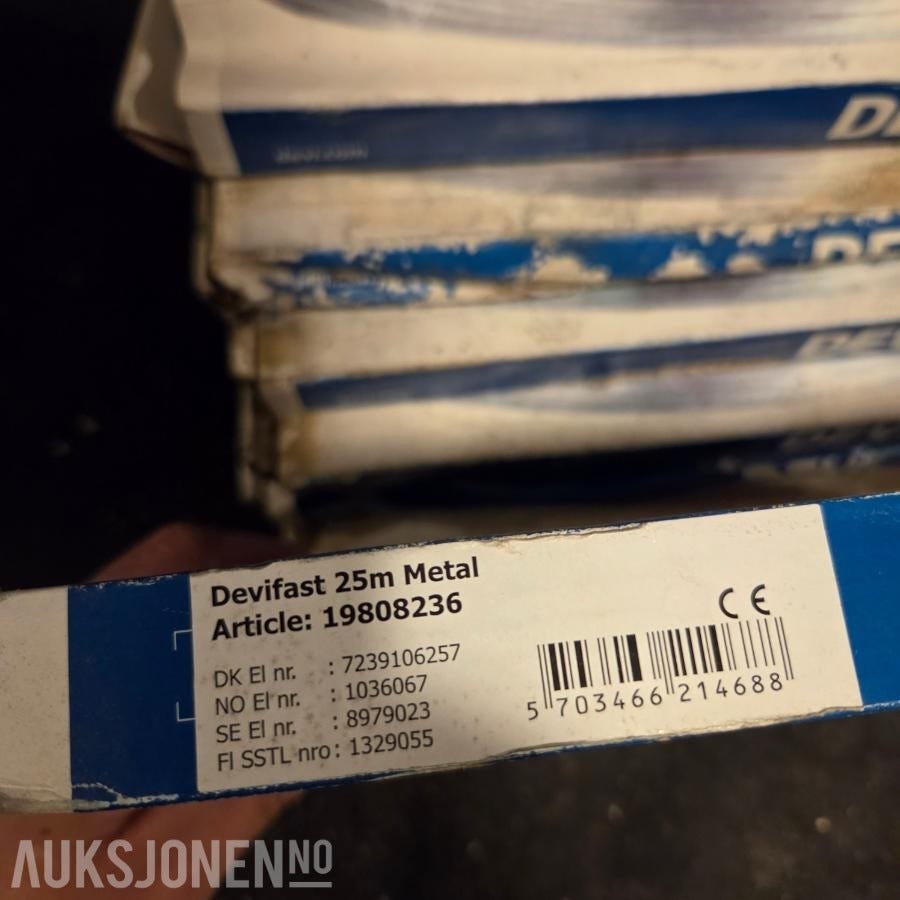 Devifast 25m Metal
Article: 19808236
DK El nr. : 7239106257
NO El nr. : 1036067
SE El nr. : 8979023
FI SSTL nro : 1329055
CE
5 703466 214688
AUKSJONEN NO